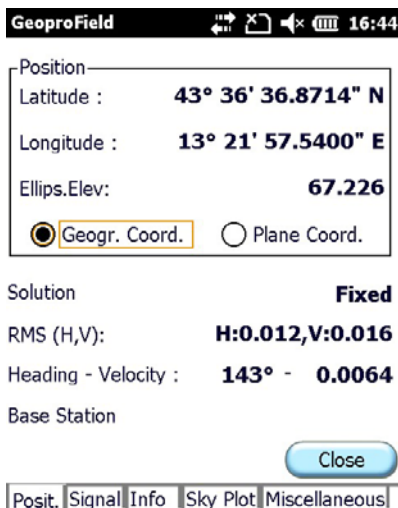 GeoproField 16:44
Position
Latitude : 43° 36' 36.8714" N
Longitude : 13° 21' 57.5400" E
Ellips.Elev: 67.226
Geogr. Coord. Plane Coord.
Solution Fixed
RMS (H,V): H:0.012,V:0.016
Heading - Velocity : 143° - 0.0064
Base Station
Close
Posit. Signal Info Sky Plot Miscellaneous